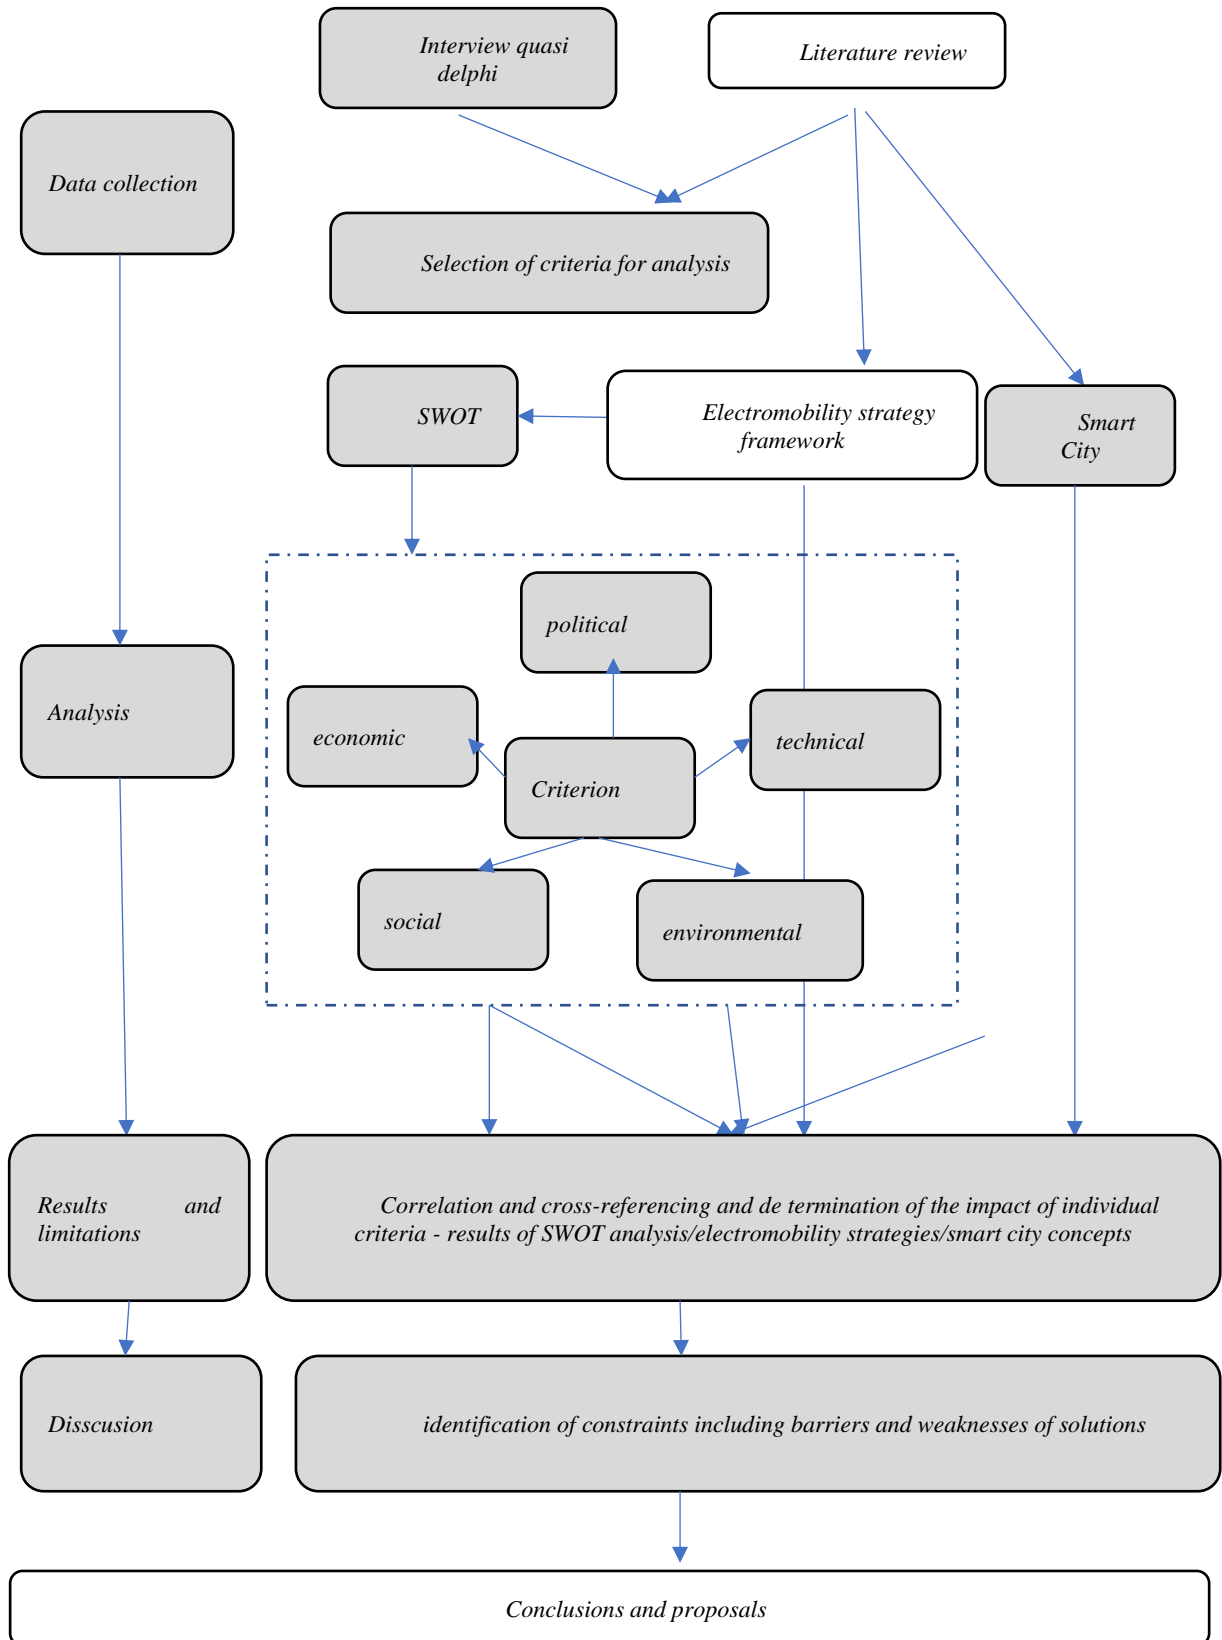 Interview quasi
delphi
Literature review
Data collection
Selection of criteria for analysis
SWOT
Electromobility strategy
framework
Smart
City
political
economic
technical
Criterion
Analysis
social
environmental
Results and
limitations
Correlation and cross-referencing and de termination of the impact of individual
criteria - results of SWOT analysis/electromobility strategies/smart city concepts
Disscusion
identification of constraints including barriers and weaknesses of solutions
Conclusions and proposals